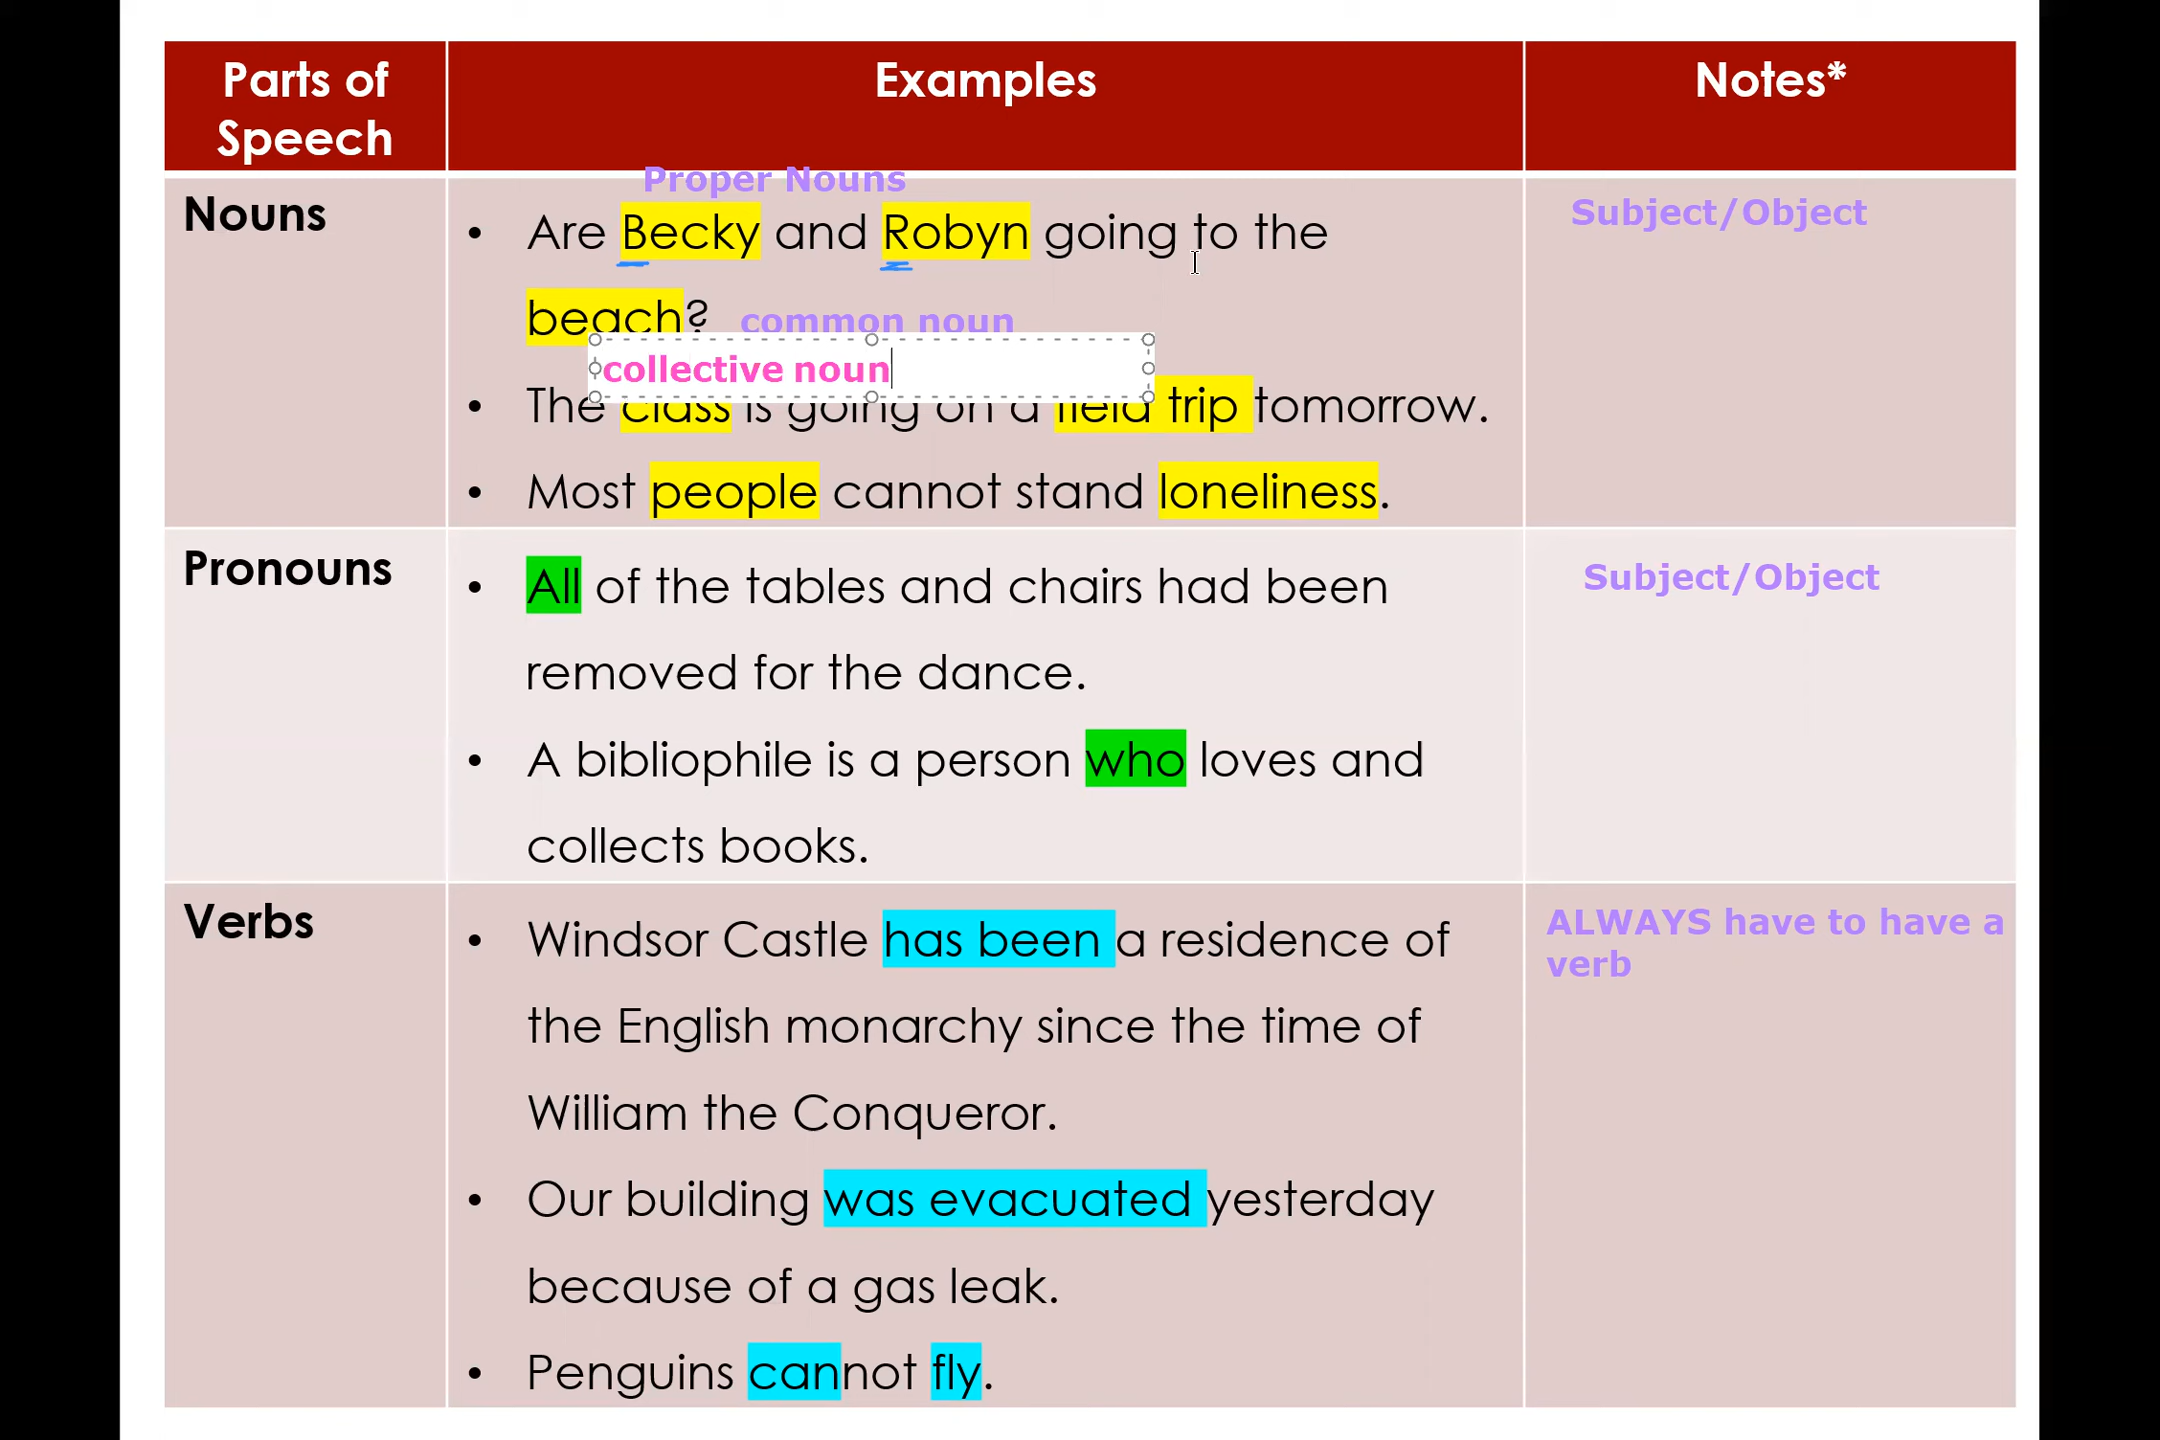 Parts of
Speech
Examples
Notes*
Nouns
Proper Nouns
• Are Becky and Robyn going to the
beach?
common noun
collective noun
• The class is going on a field trip tomorrow.
• Most people cannot stand loneliness.
Subject/Object
Pronouns
• All of the tables and chairs had been
removed for the dance.
• A bibliophile is a person who loves and
collects books.
Subject/Object
Verbs
• Windsor Castle has been a residence of
the English monarchy since the time of
William the Conqueror.
• Our building was evacuated yesterday
because of a gas leak.
• Penguins cannot fly.
ALWAYS have to have a
verb